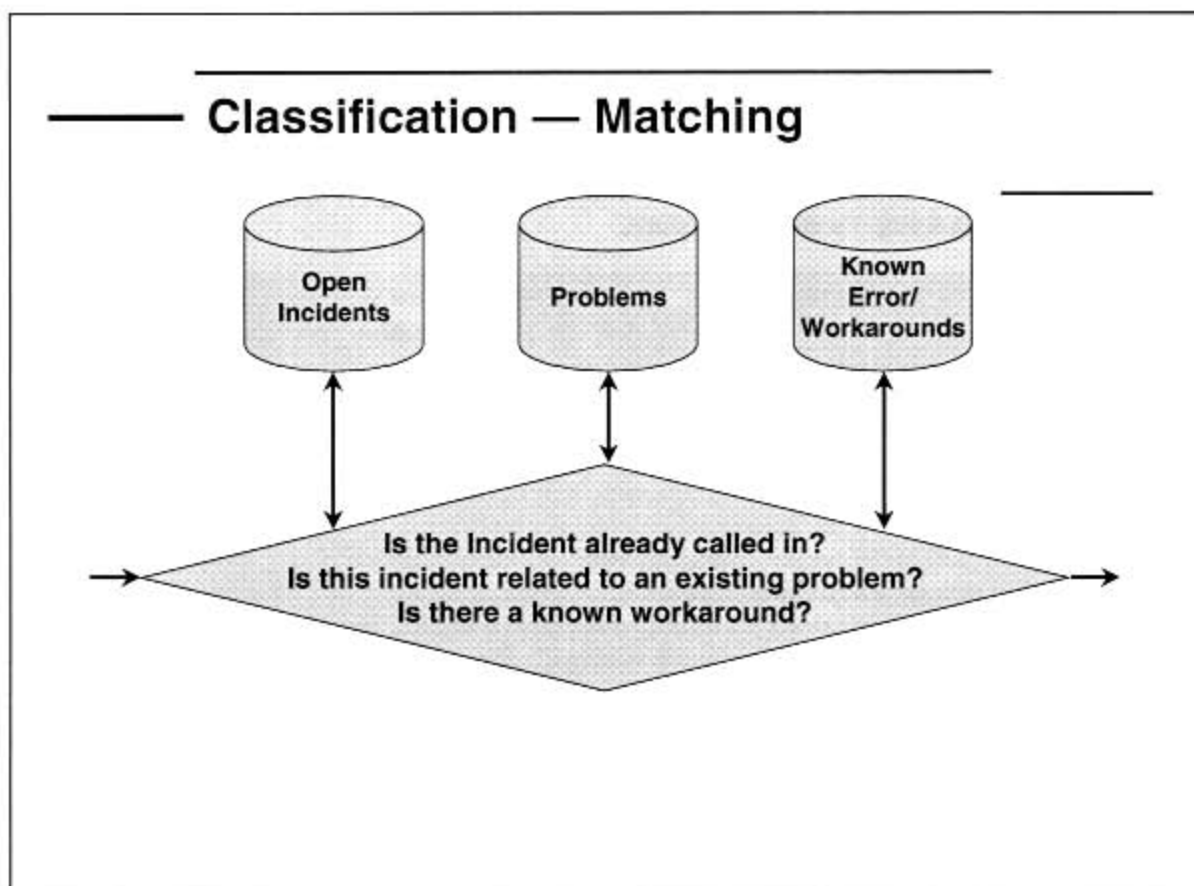 Classification — Matching
Open
Incidents
Problems
Known
Error/
Workarounds
Is the Incident already called in?
Is this incident related to an existing problem?
Is there a known workaround?